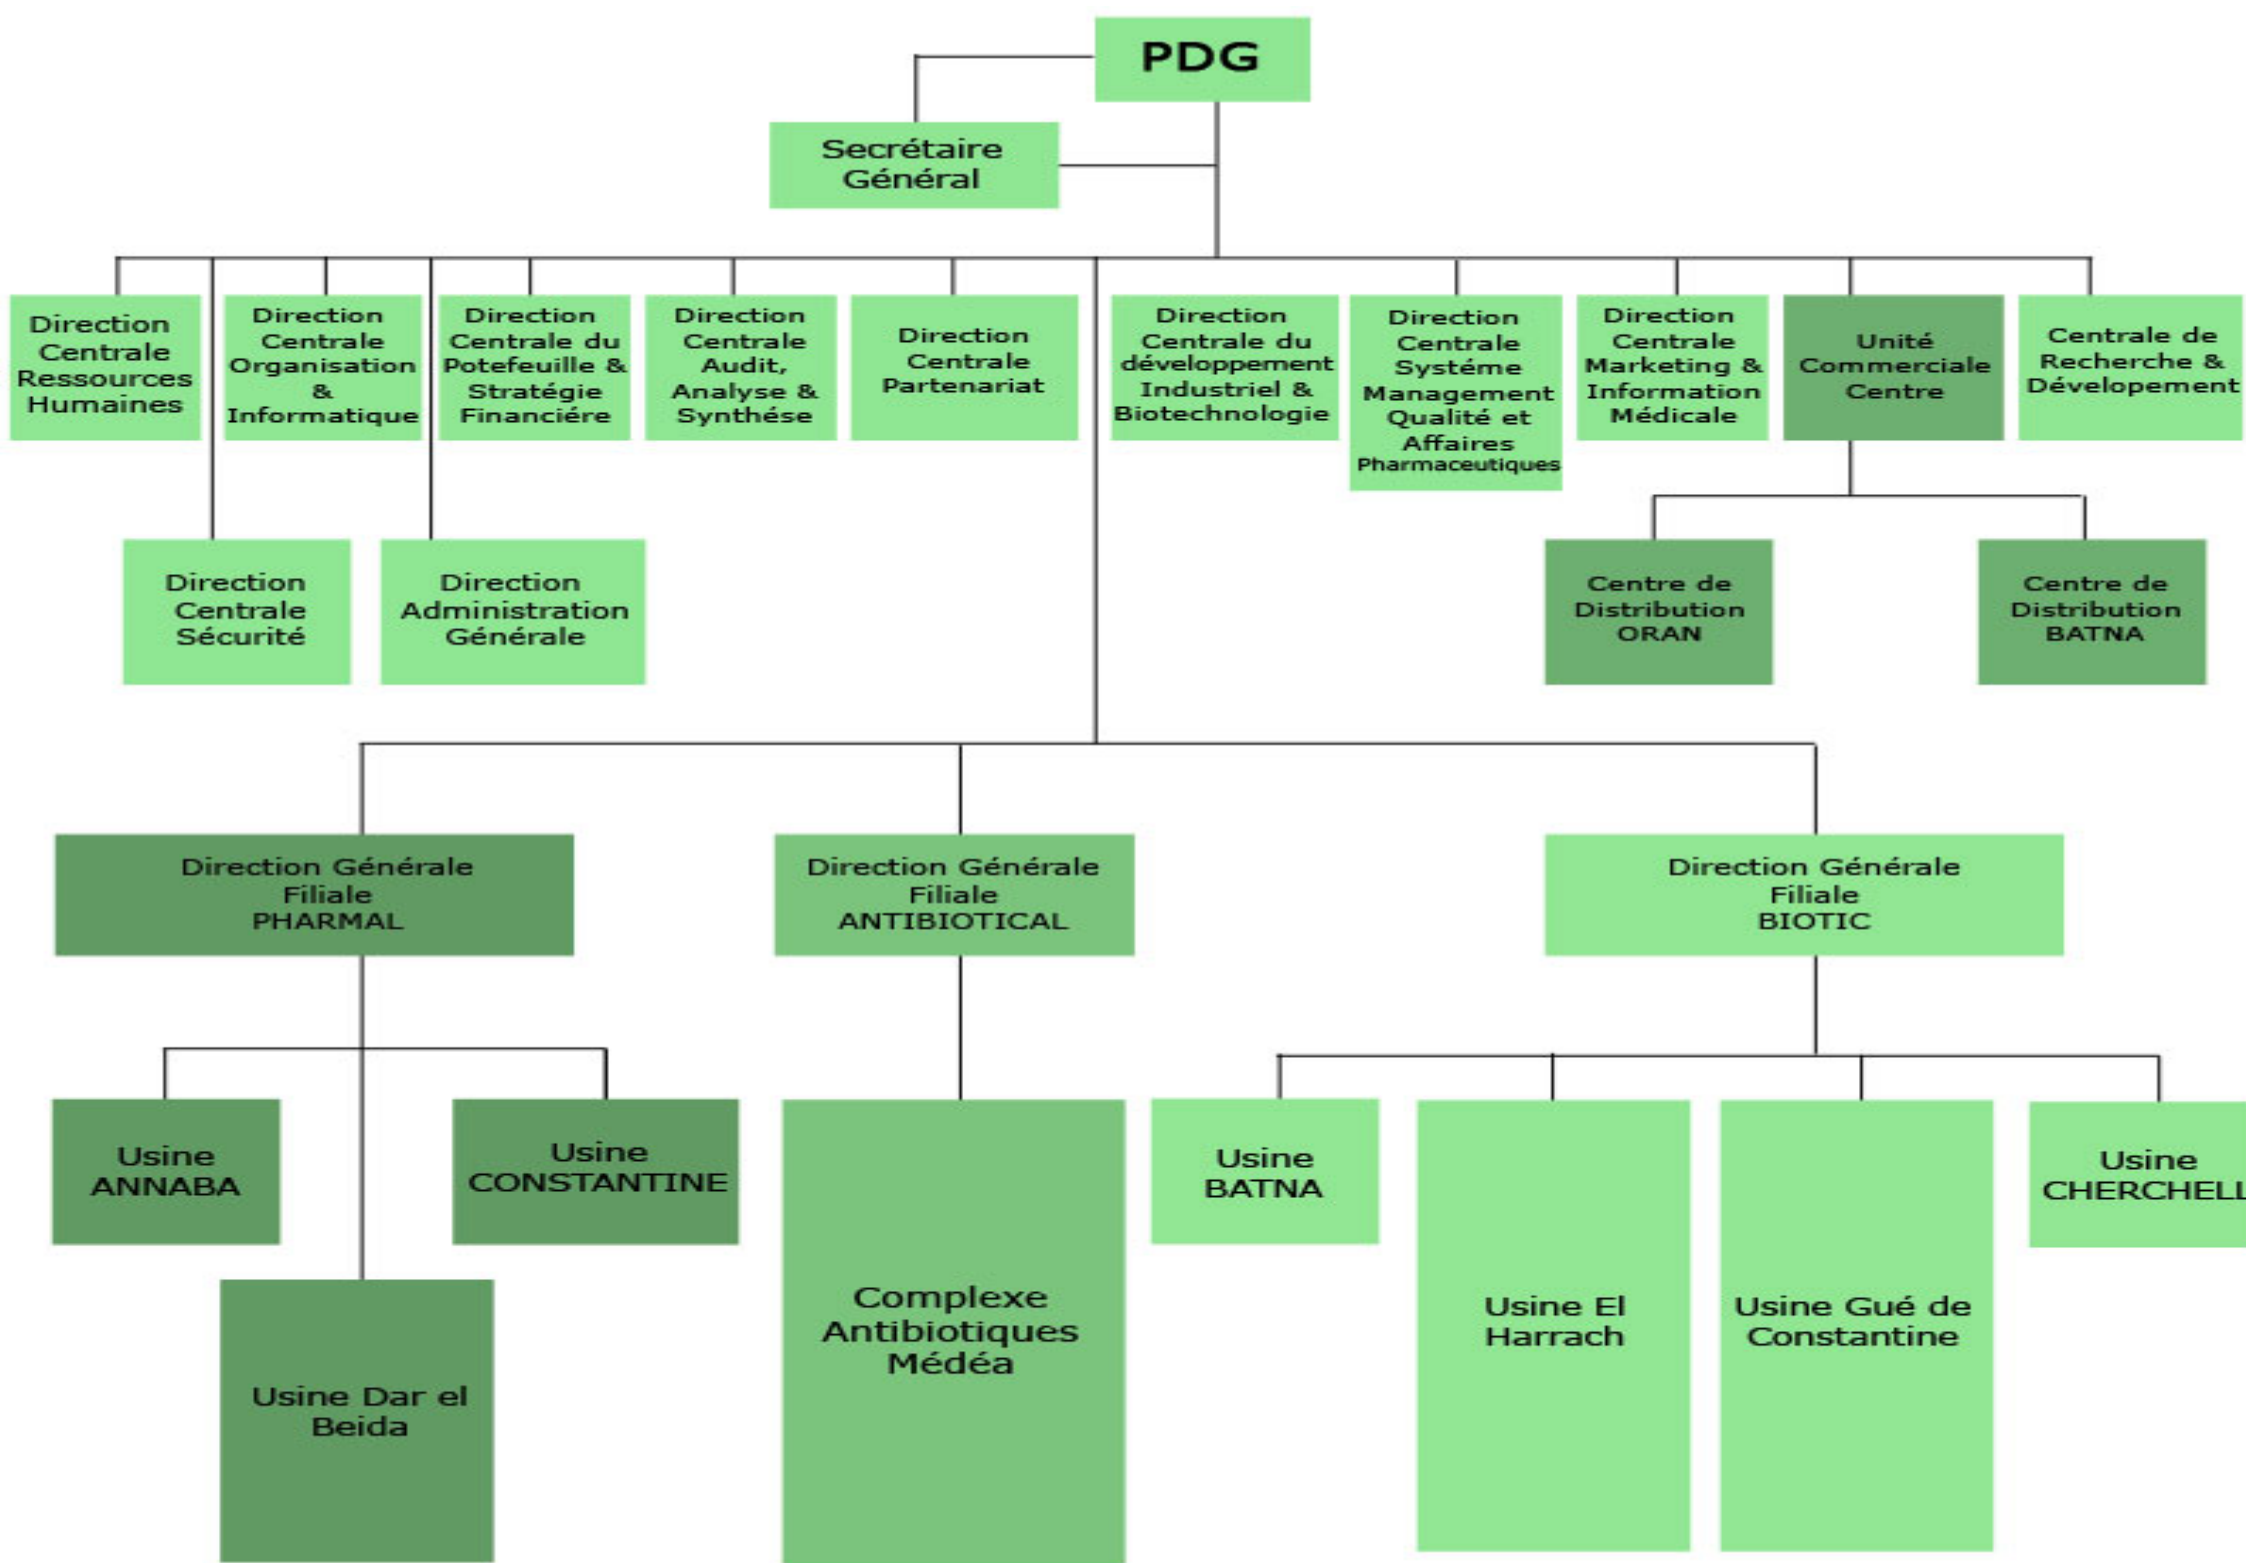 PDG
Secrétaire
Général
Direction
Centrale
Ressources
Humaines
Direction
Centrale
Organisation
&
Informatique
Direction
Centrale du
Potefeuille &
Stratégie
Financiére
Direction
Centrale
Audit,
Analyse &
Synthése
Direction
Centrale
Partenariat
Direction
Centrale du
développement
Industriel &
Biotechnologie
Direction
Centrale
Systéme
Management
Qualité et
Affaires
Pharmaceutiques
Direction
Centrale
Marketing &
Information
Médicale
Unité
Commerciale
Centre
Centrale de
Recherche &
Dévelopement
Direction
Centrale
Sécurité
Direction
Administration
Générale
Centre de
Distribution
ORAN
Centre de
Distribution
BATNA
Direction Générale
Filiale
PHARMAL
Direction Générale
Filiale
ANTIBIOTICAL
Direction Générale
Filiale
BIOTIC
Usine
ANNABA
Usine
CONSTANTINE
Usine Dar el
Beida
Complexe
Antibiotiques
Médéa
Usine
BATNA
Usine El
Harrach
Usine Gué de
Constantine
Usine
CHERCHELL